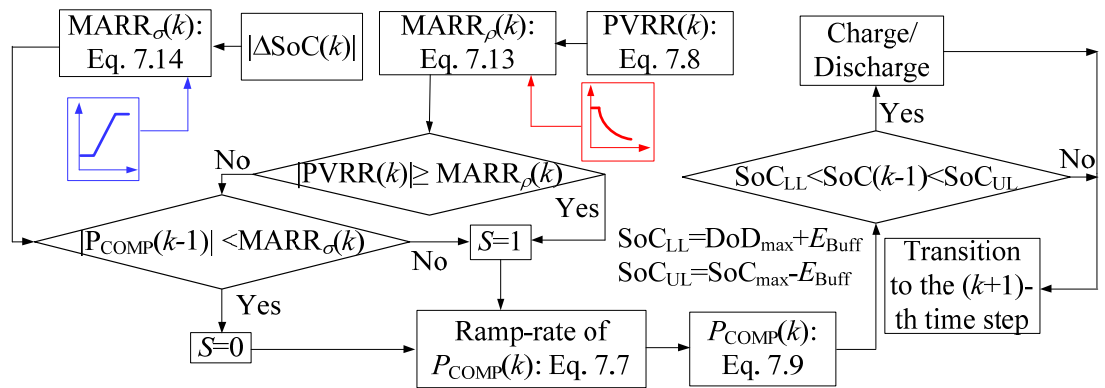 MARRσ(k):
Eq. 7.14
|ΔSoC(k)|
MARRρ(k):
Eq. 7.13
PVRR(k):
Eq. 7.8
Charge/
Discharge
Yes
No
|PVRR(k)|≥ MARRρ(k)
Yes
SoCLL<SoC(k-1)<SoCUL
No
|PCOMP(k-1)| <MARRσ(k)
No
S=1
SoCLL=DoDmax+EBuff
SoCUL=SoCmax-EBuff
Transition
to the (k+1)-
th time step
Yes
S=0
Ramp-rate of
PCOMP(k): Eq. 7.7
PCOMP(k):
Eq. 7.9